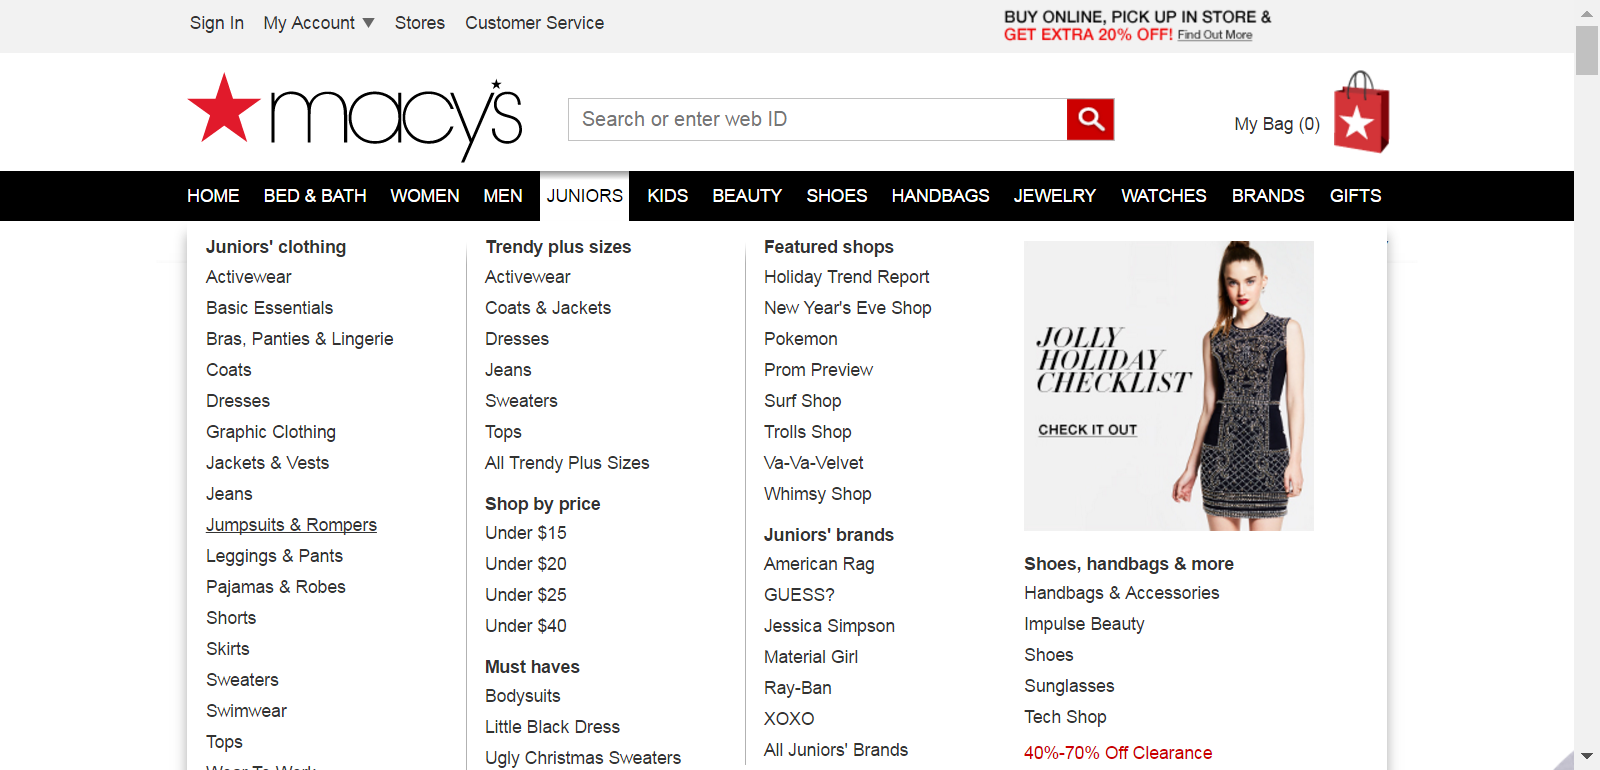 Sign In
My Account
Stores
Customer Service
BUY ONLINE, PICK UP IN STORE &
GET EXTRA 20% OFF! Find Out More
macy's
Search or enter web ID
My Bag (0)
HOME
BED & BATH
WOMEN
MEN
JUNIORS
KIDS
BEAUTY
SHOES
HANDBAGS
JEWELRY
WATCHES
BRANDS
GIFTS
Juniors' clothing
Activewear
Basic Essentials
Bras, Panties & Lingerie
Coats
Dresses
Graphic Clothing
Jackets & Vests
Jeans
Jumpsuits & Rompers
Leggings & Pants
Pajamas & Robes
Shorts
Skirts
Sweaters
Swimwear
Tops
Wear To Work
Trendy plus sizes
Activewear
Coats & Jackets
Dresses
Jeans
Sweaters
Tops
All Trendy Plus Sizes
Shop by price
Under $15
Under $20
Under $25
Under $40
Must haves
Bodysuits
Little Black Dress
Ugly Christmas Sweaters
Featured shops
Holiday Trend Report
New Year's Eve Shop
Pokemon
Prom Preview
Surf Shop
Trolls Shop
Va-Va-Velvet
Whimsy Shop
Juniors' brands
American Rag
GUESS?
Jessica Simpson
Material Girl
Ray-Ban
XOXO
All Juniors' Brands
JOLLY
HOLIDAY
CHECKLIST
CHECK IT OUT
Shoes, handbags & more
Handbags & Accessories
Impulse Beauty
Shoes
Sunglasses
Tech Shop
40%-70% Off Clearance